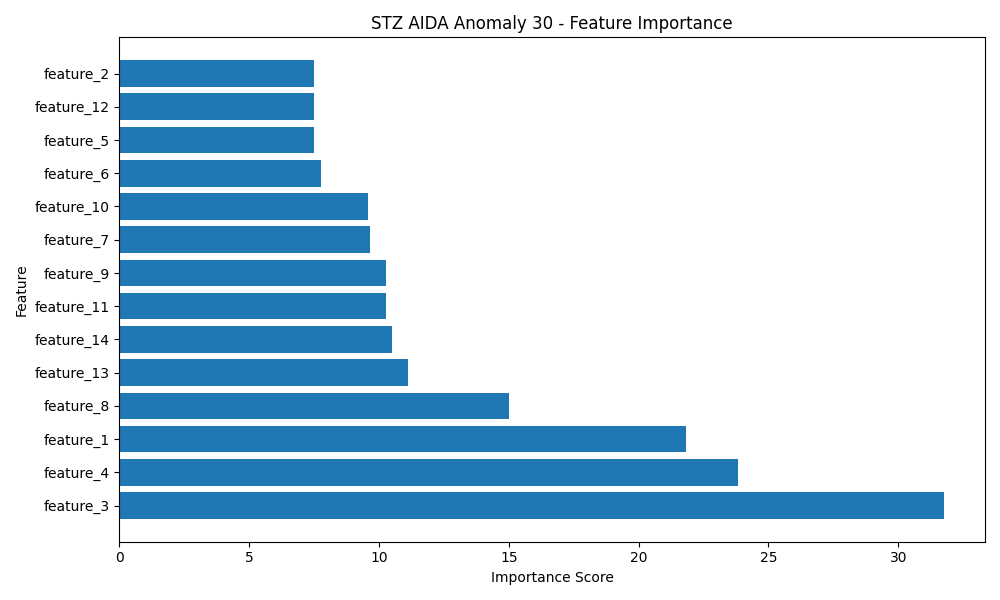 STZ AIDA Anomaly 30 - Feature Importance
feature_2
feature_12
feature_5
feature_6
feature_10
feature_7
feature_9
feature_11
feature_14
feature_13
feature_8
feature_1
feature_4
feature_3
Feature
0 5 10 15 20 25 30
Importance Score